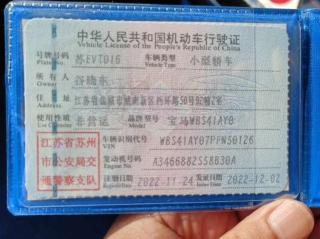 中华人民共和国机动车行驶证
Vehicle License of the People's Republic of China
号牌号码 苏EVT016 车辆类型 小型轿车
Plate No. Vehicle Type
所有人 谷晓东
Owner
住址
Address
使用性质 非营运 品牌型号 宝马WBS41AY0
Use Character Model
江苏省苏州
市公安局交
通警察支队
车辆识别代号 WBS41AY07PFN50126
VIN
发动机号码 A3466882S58B30A
Engine No.
注册日期 2022-11-24 发证日期 2022-12-02
Register Date Issue Date